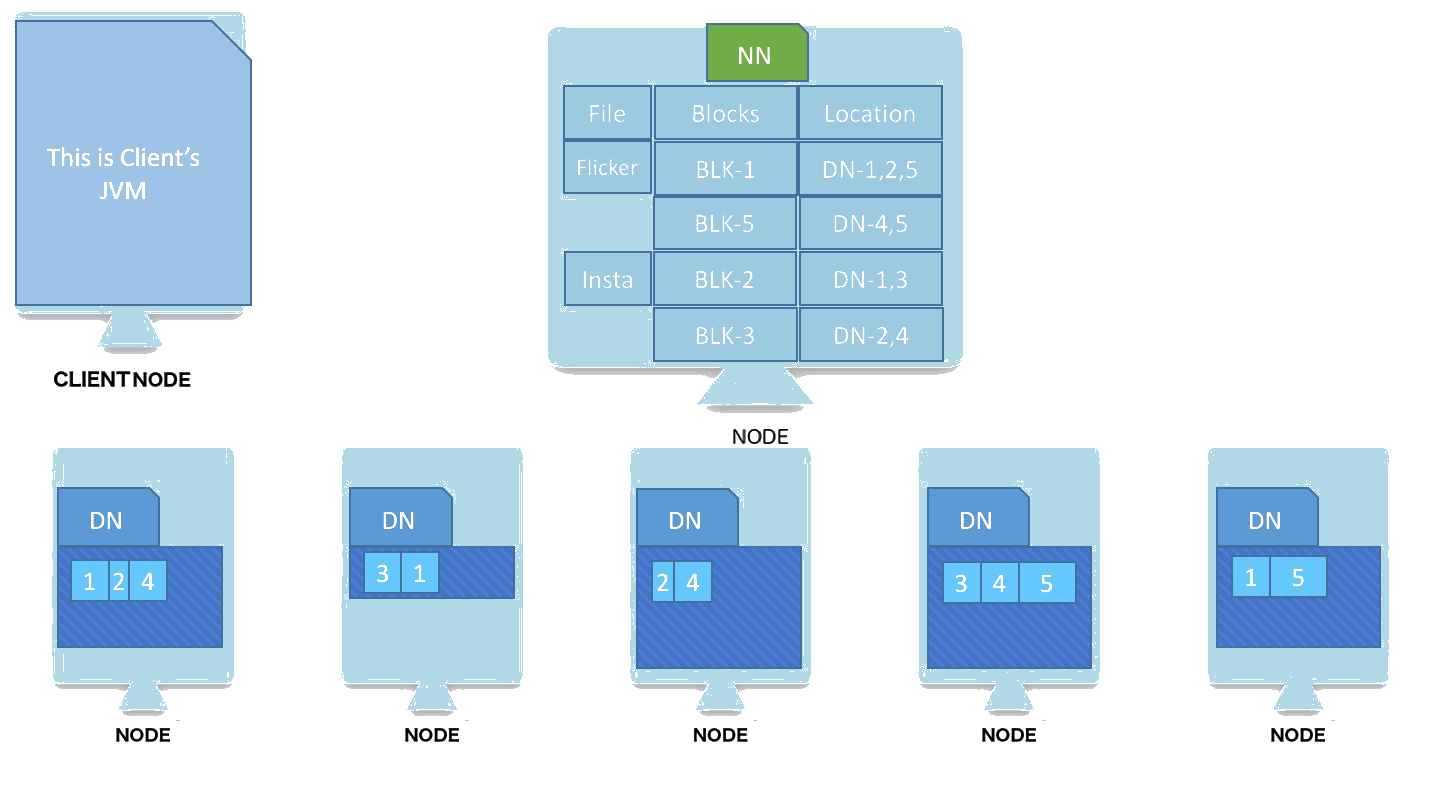 This is Client's
JVM
CLIENT NODE
NN
File Blocks Location
Flicker BLK-1 DN-1,2,5
BLK-5 DN-4,5
Insta BLK-2 DN-1,3
BLK-3 DN-2,4
NODE
DN
1 2 4
NODE
DN
3 1
NODE
DN
2 4
NODE
DN
3 4 5
NODE
DN
1 5
NODE